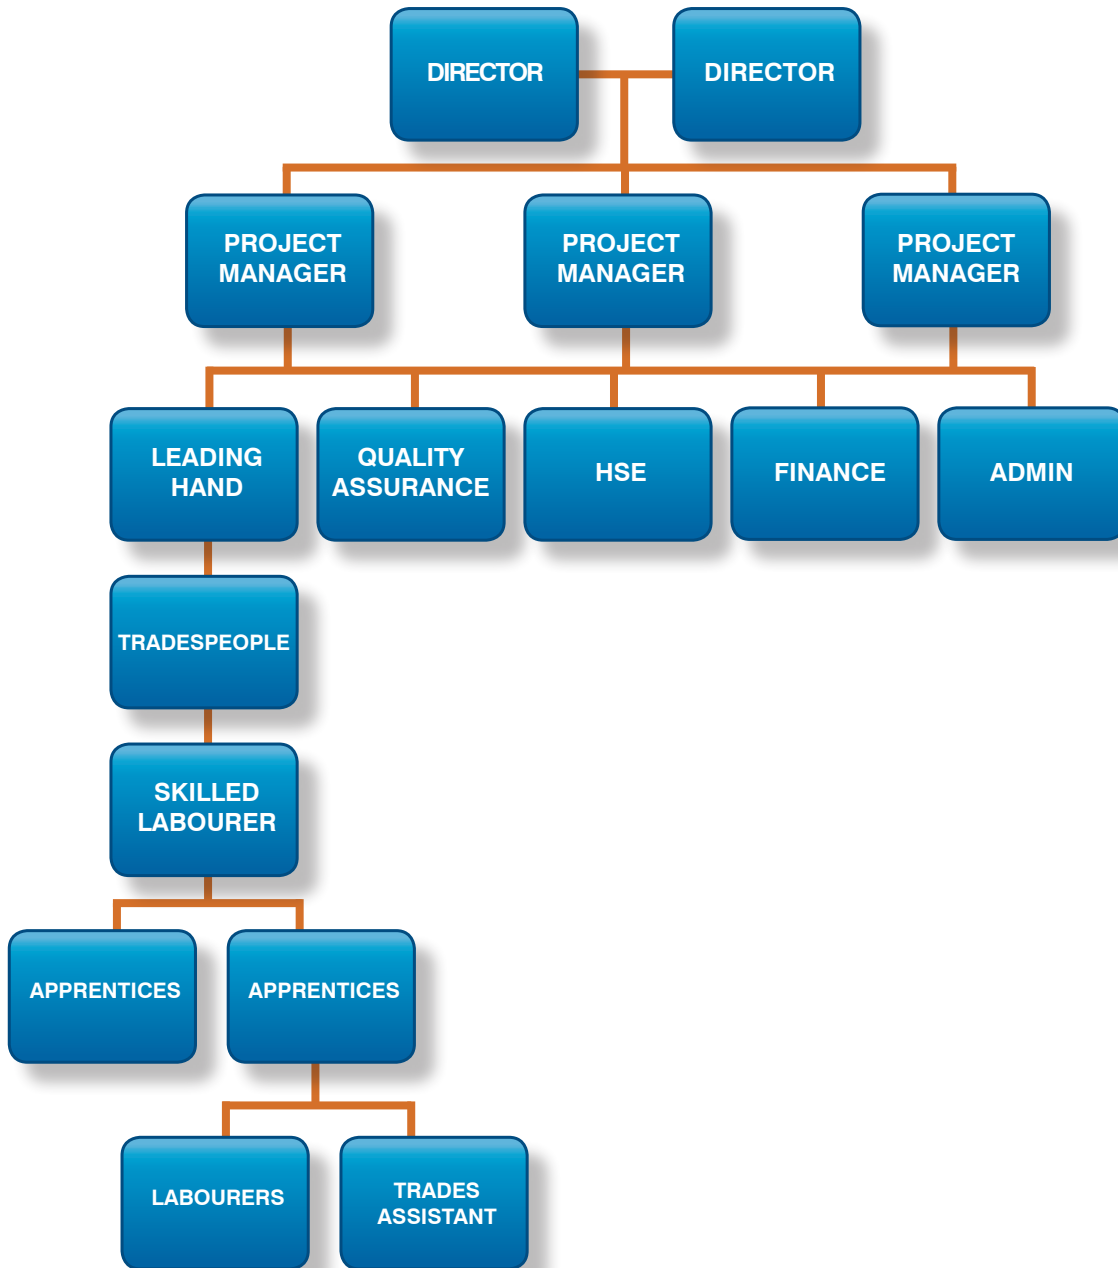 DIRECTOR
DIRECTOR
PROJECT
MANAGER
PROJECT
MANAGER
PROJECT
MANAGER
LEADING
HAND
QUALITY
ASSURANCE
HSE
FINANCE
ADMIN
TRADESPEOPLE
SKILLED
LABOURER
APPRENTICES
APPRENTICES
LABOURERS
TRADES
ASSISTANT